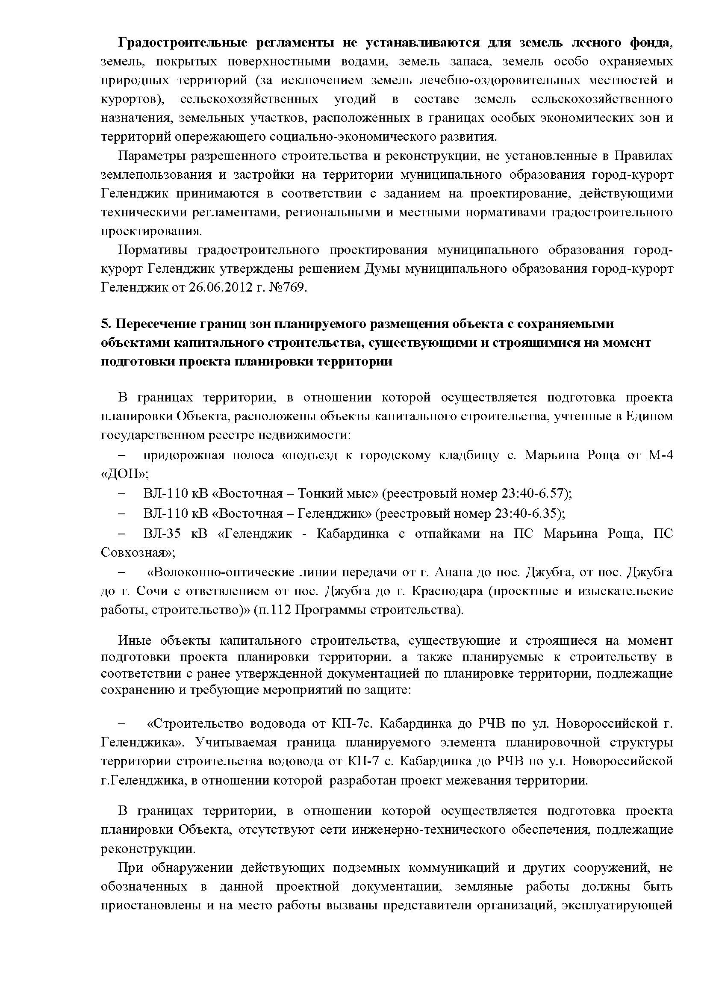 Градостроительные регламенты не устанавливаются для земель лесного фонда,
земель, покрытых поверхностными водами, земель запаса, земель особо охраняемых
природных территорий (за исключением земель лечебно-оздоровительных местностей и
курортов), сельскохозяйственных угодий в составе земель сельскохозяйственного
назначения, земельных участков, расположенных в границах особых экономических зон и
территорий опережающего социально-экономического развития.
Параметры разрешенного строительства и реконструкции, не установленные в Правилах
землепользования и застройки на территории муниципального образования город-курорт
Геленджик принимаются в соответствии с заданием на проектирование, действующими
техническими регламентами, региональными и местными нормативами градостроительного
проектирования.
Нормативы градостроительного проектирования муниципального образования город-
курорт Геленджик утверждены решением Думы муниципального образования город-курорт
Геленджик от 26.06.2012 г. №769.
5. Пересечение границ зон планируемого размещения объекта с сохраняемыми
объектами капитального строительства, существующими и строящимися на момент
подготовки проекта планировки территории
В границах территории, в отношении которой осуществляется подготовка проекта
планировки Объекта, расположены объекты капитального строительства, учтенные в Едином
государственном реестре недвижимости:
– придорожная полоса «подъезд к городскому кладбищу с. Марьина Роща от М-4
«ДОН»;
– ВЛ-110 кВ «Восточная – Тонкий мыс» (реестровый номер 23:40-6.57);
– ВЛ-110 кВ «Восточная – Геленджик» (реестровый номер 23:40-6.35);
– ВЛ-35 кВ «Геленджик - Кабардинка с отпайками на ПС Марьина Роща, ПС
Совхозная»;
– «Волоконно-оптические линии передачи от г. Анапа до пос. Джубга, от пос. Джубга
до г. Сочи с ответвлением от пос. Джубга до г. Краснодара (проектные и изыскательские
работы, строительство)» (п.112 Программы строительства).
Иные объекты капитального строительства, существующие и строящиеся на момент
подготовки проекта планировки территории, а также планируемые к строительству в
соответствии с ранее утвержденной документацией по планировке территории, подлежащие
сохранению и требующие мероприятий по защите:
– «Строительство водовода от КП-7с. Кабардинка до РЧВ по ул. Новороссийской г.
Геленджика». Учитываемая граница планируемого элемента планировочной структуры
территории строительства водовода от КП-7 с. Кабардинка до РЧВ по ул. Новороссийской
г.Геленджика, в отношении которой разработан проект межевания территории.
В границах территории, в отношении которой осуществляется подготовка проекта
планировки Объекта, отсутствуют сети инженерно-технического обеспечения, подлежащие
реконструкции.
При обнаружении действующих подземных коммуникаций и других сооружений, не
обозначенных в данной проектной документации, земляные работы должны быть
приостановлены и на место работы вызваны представители организаций, эксплуатирующей